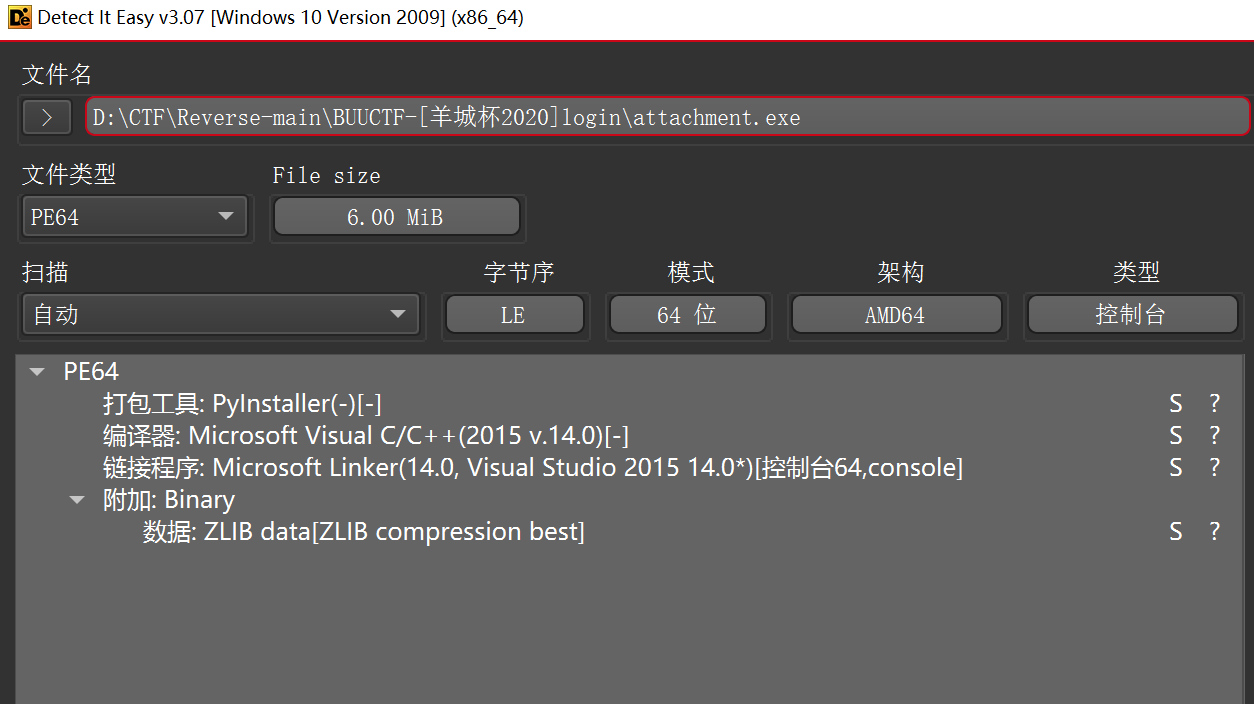 Detect It Easy v3.07 [Windows 10 Version 2009] (x86_64)
文件名
> D:\CTF\Reverse-main\BUUCTF-[羊城杯2020]login\attachment.exe
文件类型 File size
PE64 6.00 MiB
扫描 字节序 模式 架构 类型
自动 LE 64 位 AMD64 控制台
PE64
打包工具: PyInstaller(-)[-] S ?
编译器: Microsoft Visual C/C++(2015 v.14.0)[-] S ?
链接程序: Microsoft Linker(14.0, Visual Studio 2015 14.0*)[控制台64,console] S ?
附加: Binary
数据: ZLIB data[ZLIB compression best] S ?